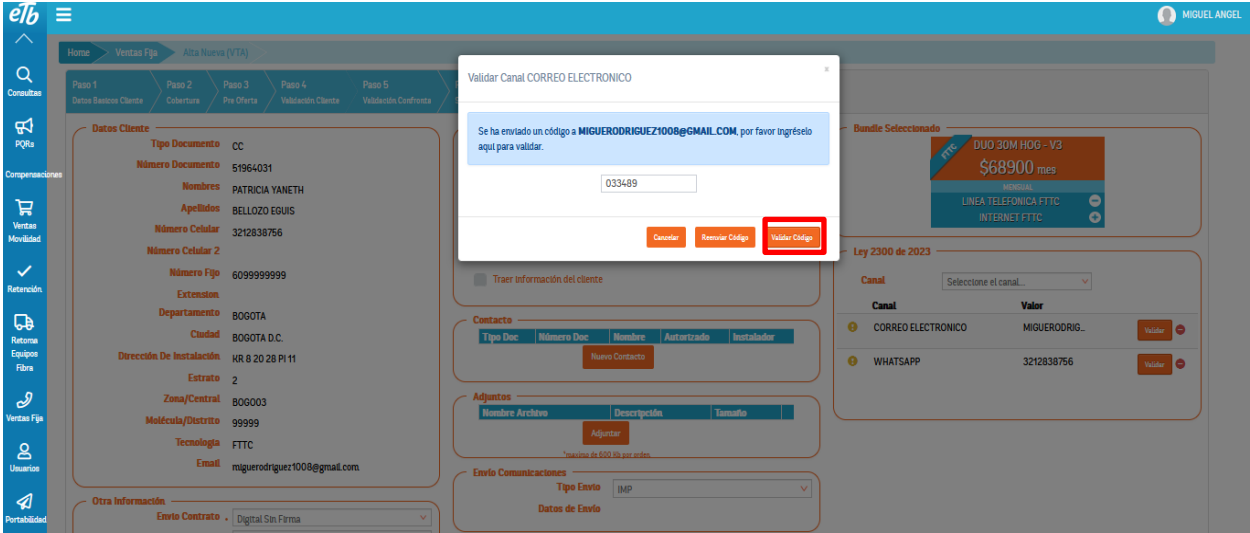 eTb
MIGUEL ANGEL
Consultas
PQRs
Compensaciones
Ventas
Movilidad
Retención
Retoma
Equipos
Fibra
Ventas Fija
Usuarios
Portabilidad
Home
Ventas Fija
Alta Nueva (VTA)
Paso 1
Datos Basicos Cliente
Paso 2
Cobertura
Paso 3
Pre Oferta
Paso 4
Validación Cliente
Paso 5
Validación Confronta
Datos Cliente
Tipo Documento CC
Número Documento 51964031
Nombres PATRICIA YANETH
Apellidos BELLOZO EGUIS
Número Celular 3212838756
Número Celular 2
Número Fijo 6099999999
Extension
Departamento BOGOTA
Ciudad BOGOTA D.C.
Dirección De Instalación KR 8 20 28 PI 11
Estrato 2
Zona/Central BOGO03
Molécula/Distrito 99999
Tecnologia FTTC
Email miguerodriguez1008@gmail.com
Otra Información
Envio Contrato * Digital Sin Firma
Validar Canal CORREO ELECTRONICO
x
Se ha enviado un código a MIGUERODRIGUEZ1008@GMAIL.COM, por favor ingréselo
aquí para validar.
033489
Cancelar
Reenviar Código
Validar Código
Traer información del cliente
Contacto
Tipo Doc Número Doc Nombre Autorizado Instalador
Nuevo Contacto
Adjuntos
Nombre Archivo Descripción Tamaño
Adjuntar
*maximo de 600 Kb por orden
Envio Comunicaciones
Tipo Envio IMP
Datos de Envio
Bundle Seleccionado
FTTC
DUO 30M HOG - V3
$68900 mes
MENSUAL
LINEA TELEFONICA FTTC
INTERNET FTTC
Ley 2300 de 2023
Canal Seleccione el canal...
Canal Valor
CORREO ELECTRONICO MIGUERODRIG... Validar
WHATSAPP 3212838756 Validar